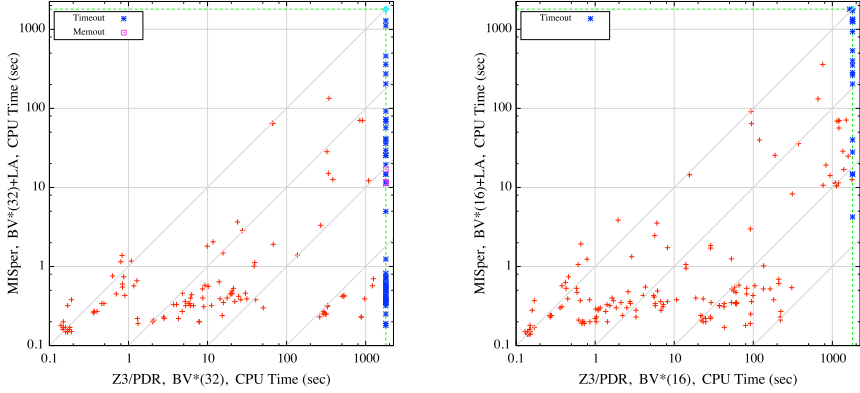 Timeout
Memout
1000
100
10
1
0.1
0.1
1
10
100
1000
MISper, BV*(32)+LA, CPU Time (sec)
Z3/PDR, BV*(32), CPU Time (sec)
Timeout
1000
100
10
1
0.1
0.1
1
10
100
1000
MISper, BV*(16)+LA, CPU Time (sec)
Z3/PDR, BV*(16), CPU Time (sec)